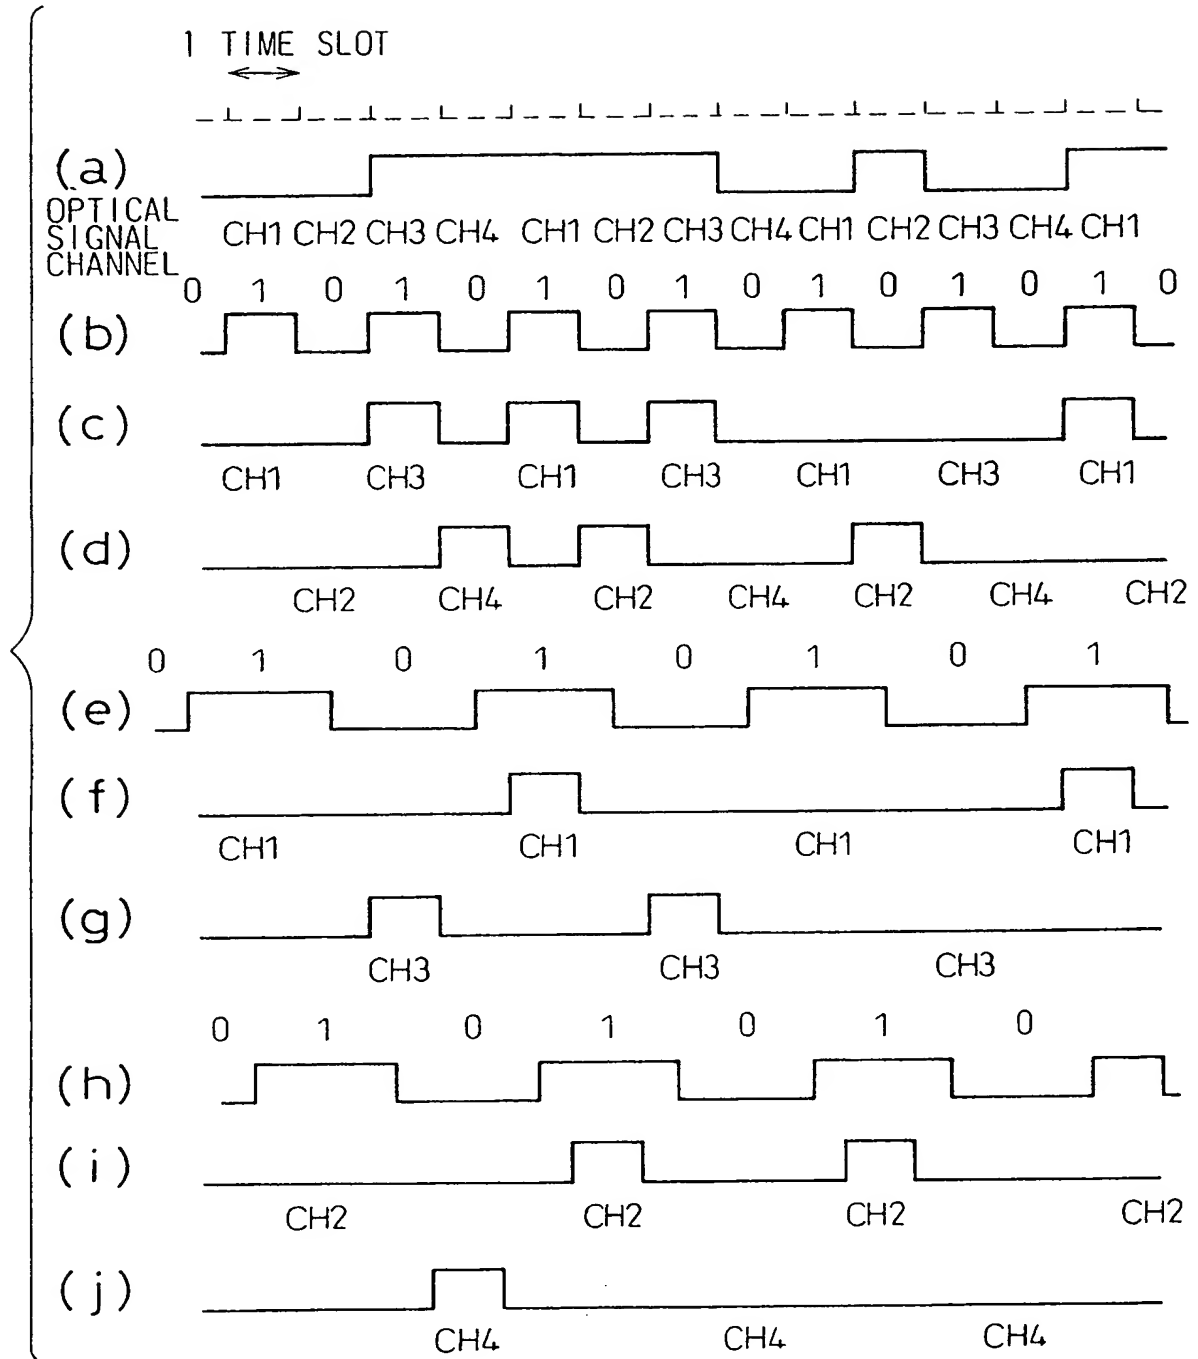 1 TIME SLOT
(a)
OPTICAL
SIGNAL
CHANNEL
CH1 CH2 CH3 CH4 CH1 CH2 CH3 CH4 CH1 CH2 CH3 CH4 CH1
0 1 0 1 0 1 0 1 0 1 0 1 0 1 0
(b)
(c)
CH1 CH3 CH1 CH3 CH1 CH3 CH1
(d)
CH2 CH4 CH2 CH4 CH2 CH4 CH2
0 1 0 1 0 1 0 1
(e)
(f)
CH1 CH1 CH1 CH1
(g)
CH3 CH3 CH3
0 1 0 1 0 1 0
(h)
(i)
CH2 CH2 CH2 CH2
(j)
CH4 CH4 CH4